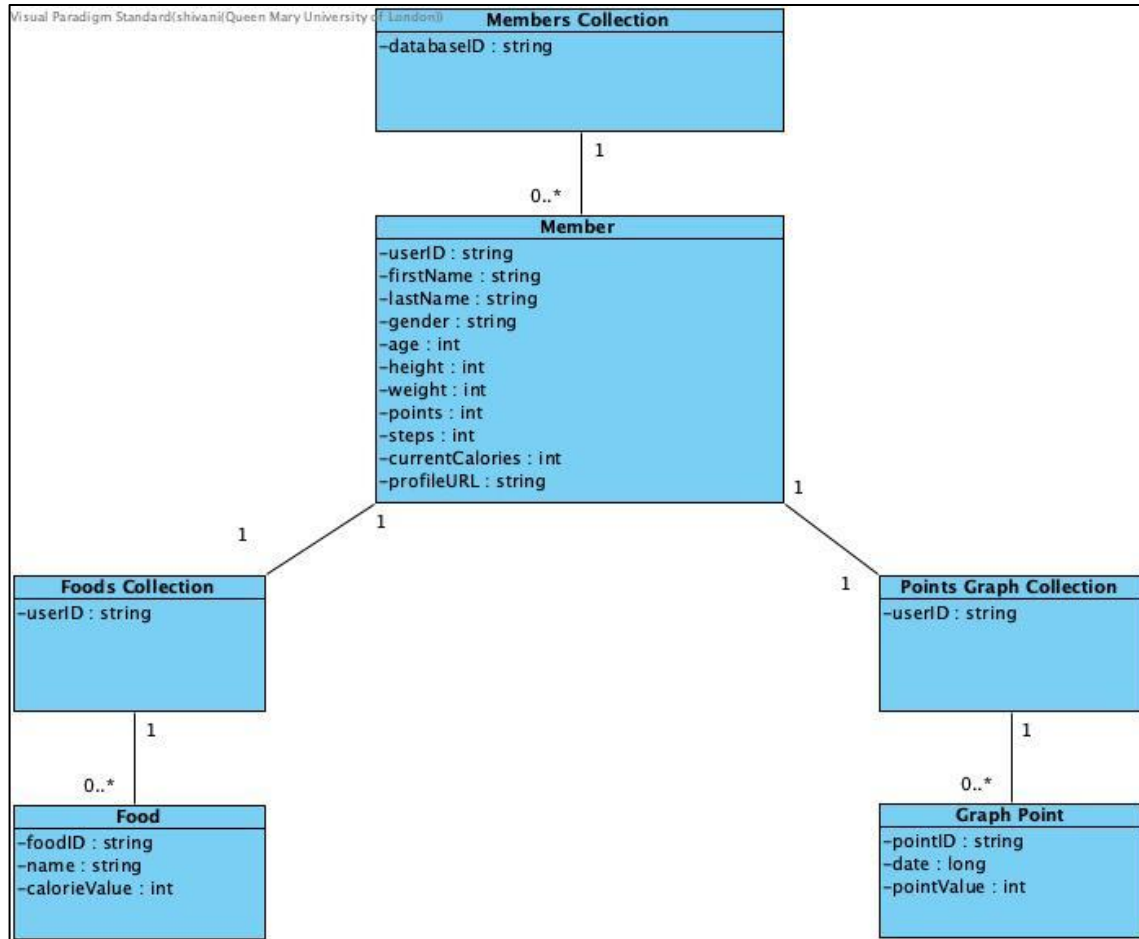 Visual Paradigm Standard(shivani(Queen Mary University of London))
Members Collection
-databaseID : string
1
0..*
Member
-userID : string
-firstName : string
-lastName : string
-gender : string
-age : int
-height : int
-weight : int
-points : int
-steps : int
-currentCalories : int
-profileURL : string
1
1
1
1
Foods Collection
-userID : string
1
0..*
Food
-foodID : string
-name : string
-calorieValue : int
Points Graph Collection
-userID : string
1
0..*
Graph Point
-pointID : string
-date : long
-pointValue : int